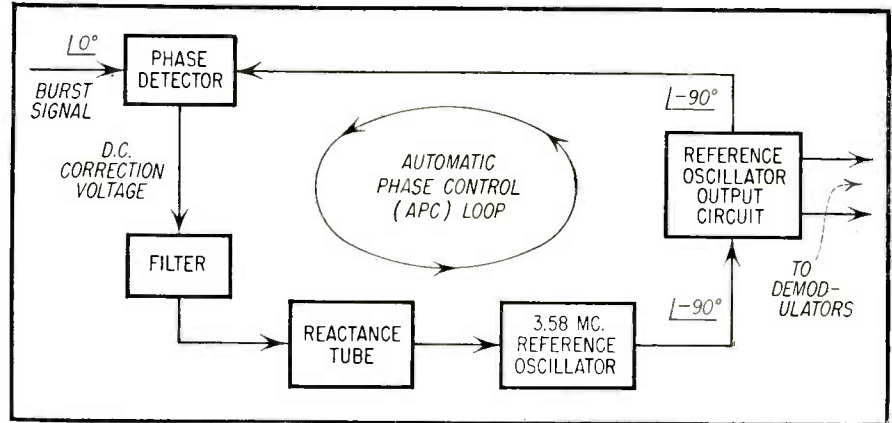 ∠0°
BURST
SIGNAL
PHASE
DETECTOR
D.C.
CORRECTION
VOLTAGE
FILTER
REACTANCE
TUBE
3.58 MC.
REFERENCE
OSCILLATOR
∠-90°
REFERENCE
OSCILLATOR
OUTPUT
CIRCUIT
∠-90°
TO
DEMOD-
ULATORS
AUTOMATIC
PHASE CONTROL
(APC) LOOP